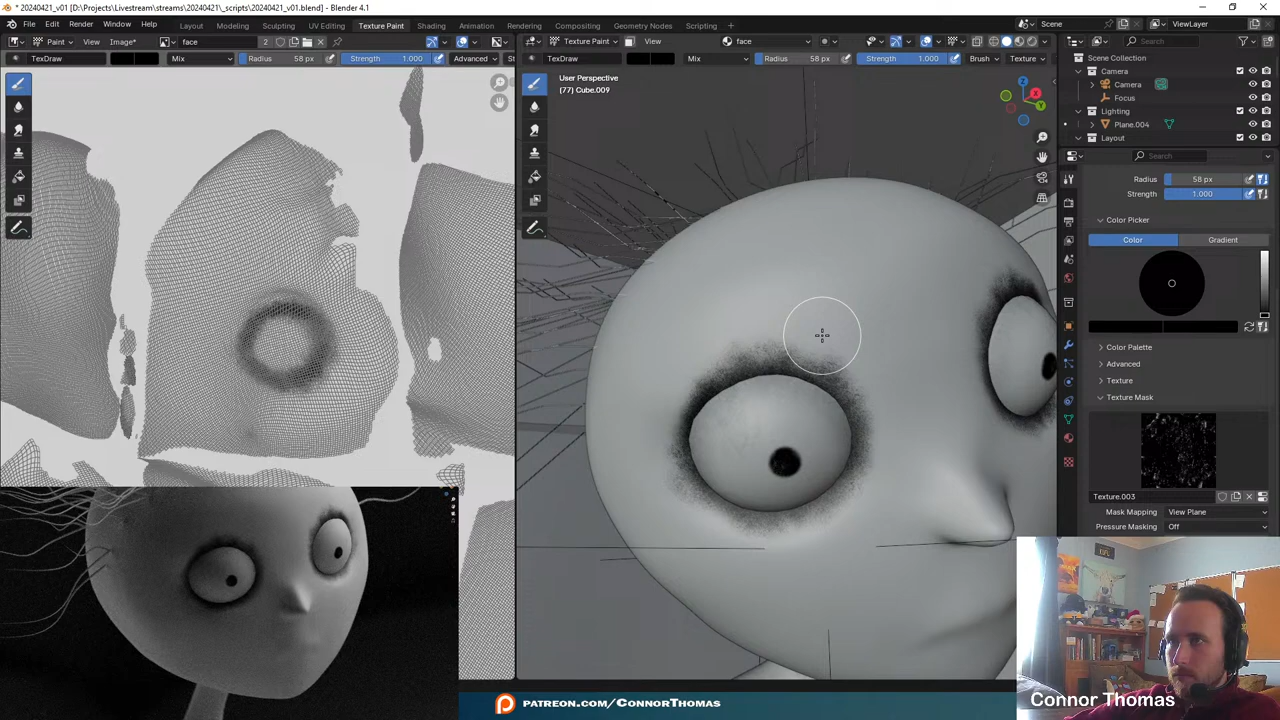 * 20240421_v01 [D:\Projects\Livestream\streams\20240421\_scripts\20240421_v01.blend] - Blender 4.1
File Edit Render Window Help Layout Modeling Sculpting UV Editing Texture Paint Shading Animation Rendering Compositing Geometry Nodes Scripting + Scene ViewLayer
Paint View Image* face 2 Texture Paint View face Search
TexDraw Mix Radius 58 px Strength 1.000 Advanced TexDraw Mix Radius 58 px Strength 1.000 Brush Texture
Scene Collection
Camera
Camera
Focus
Lighting
Plane.004
Layout
User Perspective
(77) Cube.009
X
Y
Z
Search
Radius 58 px
Strength 1.000
Color Picker
Color Gradient
Color Palette
Advanced
Texture
Texture Mask
Texture.003
Mask Mapping View Plane
Pressure Masking Off
Connor Thomas
patreon.com/ConnorThomas